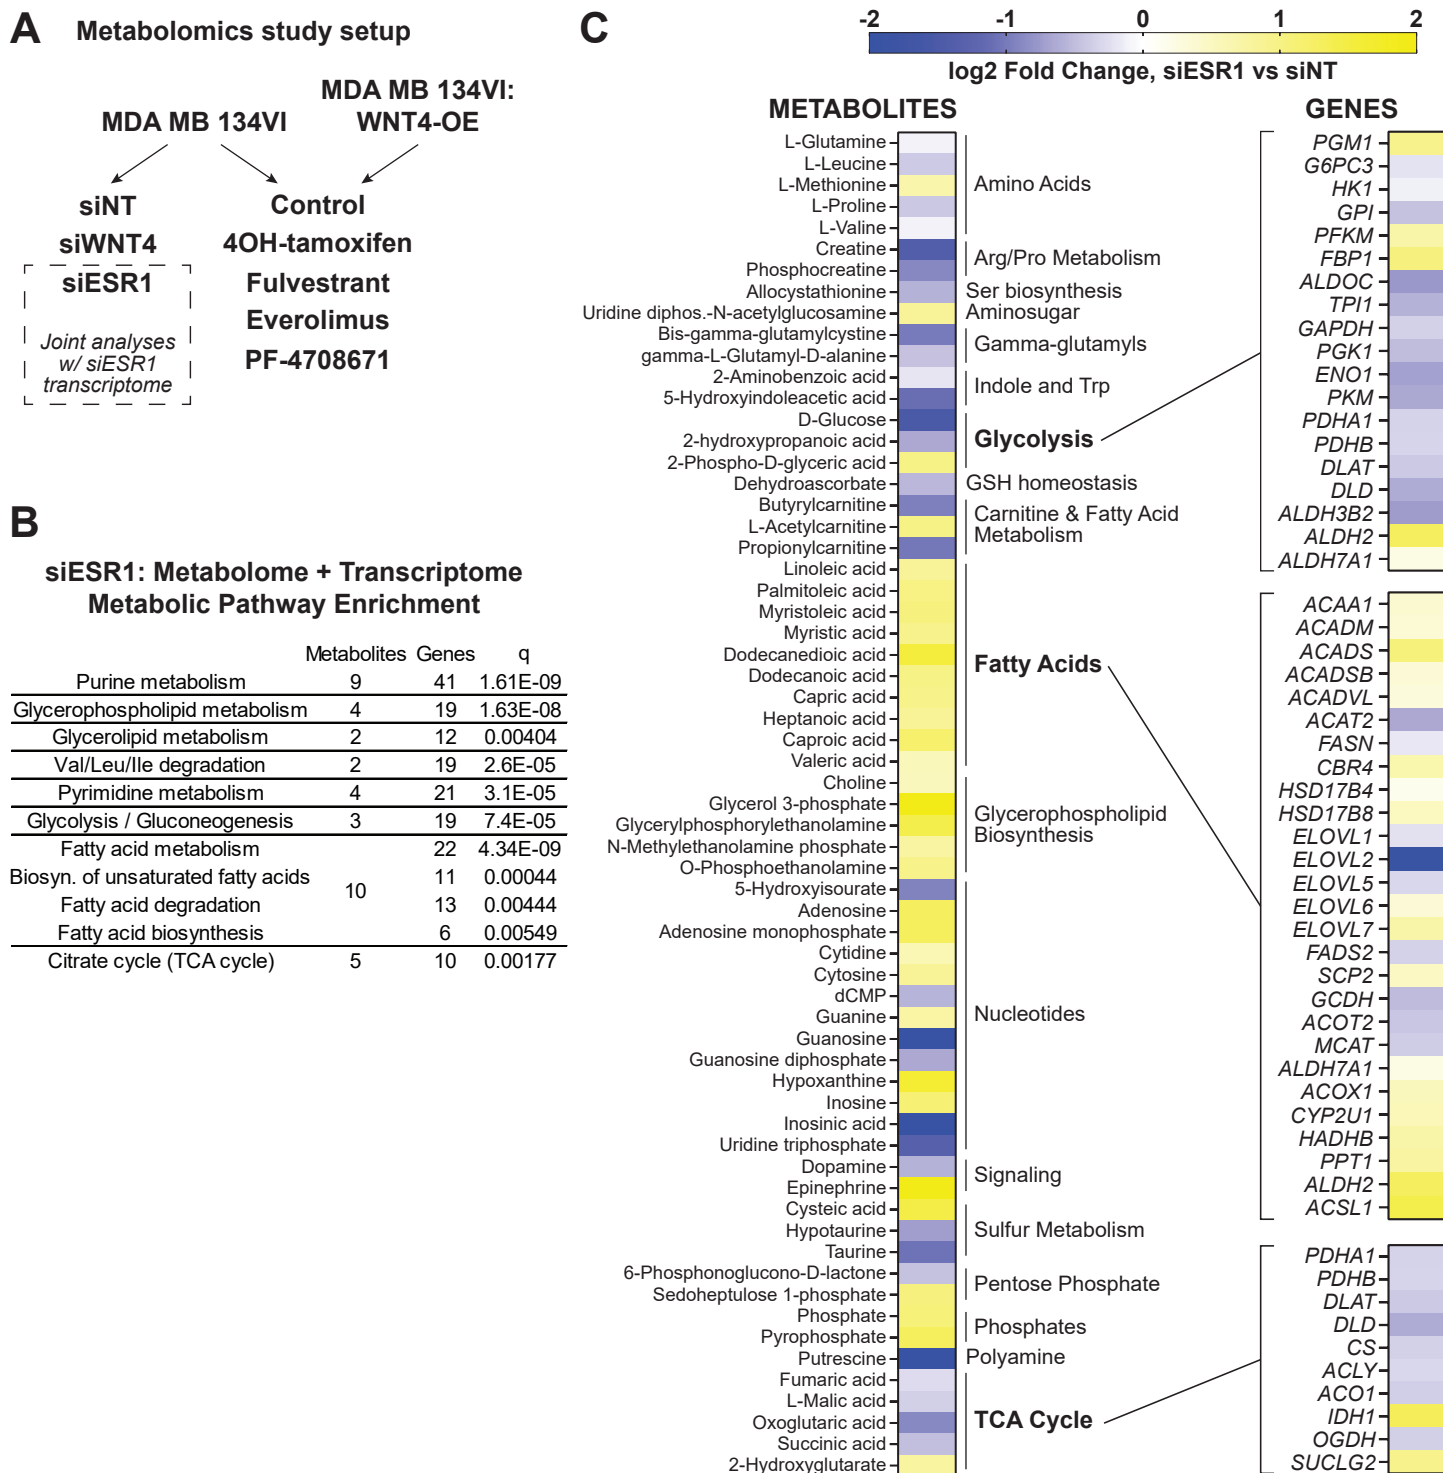 A Metabolomics study setup
MDA MB 134VI
MDA MB 134VI:
WNT4-OE
siNT
siWNT4
siESR1
Joint analyses
w/ siESR1
transcriptome
Control
4OH-tamoxifen
Fulvestrant
Everolimus
PF-4708671
B
siESR1: Metabolome + Transcriptome
Metabolic Pathway Enrichment
Metabolites Genes q
Purine metabolism 9 41 1.61E-09
Glycerophospholipid metabolism 4 19 1.63E-08
Glycerolipid metabolism 2 12 0.00404
Val/Leu/Ile degradation 2 19 2.6E-05
Pyrimidine metabolism 4 21 3.1E-05
Glycolysis / Gluconeogenesis 3 19 7.4E-05
Fatty acid metabolism 22 4.34E-09
Biosyn. of unsaturated fatty acids 11 0.00044
10
Fatty acid degradation 13 0.00444
Fatty acid biosynthesis 6 0.00549
Citrate cycle (TCA cycle) 5 10 0.00177
C
-2 -1 0 1 2
log2 Fold Change, siESR1 vs siNT
METABOLITES
L-Glutamine
L-Leucine
L-Methionine
L-Proline
L-Valine
Creatine
Phosphocreatine
Allocystathionine
Uridine diphos.-N-acetylglucosamine
Bis-gamma-glutamylcystine
gamma-L-Glutamyl-D-alanine
2-Aminobenzoic acid
5-Hydroxyindoleacetic acid
D-Glucose
2-hydroxypropanoic acid
2-Phospho-D-glyceric acid
Dehydroascorbate
Butyrylcarnitine
L-Acetylcarnitine
Propionylcarnitine
Linoleic acid
Palmitoleic acid
Myristoleic acid
Myristic acid
Dodecanedioic acid
Dodecanoic acid
Capric acid
Heptanoic acid
Caproic acid
Valeric acid
Choline
Glycerol 3-phosphate
Glycerylphosphorylethanolamine
N-Methylethanolamine phosphate
O-Phosphoethanolamine
5-Hydroxyisourate
Adenosine
Adenosine monophosphate
Cytidine
Cytosine
dCMP
Guanine
Guanosine
Guanosine diphosphate
Hypoxanthine
Inosine
Inosinic acid
Uridine triphosphate
Dopamine
Epinephrine
Cysteic acid
Hypotaurine
Taurine
6-Phosphonoglucono-D-lactone
Sedoheptulose 1-phosphate
Phosphate
Pyrophosphate
Putrescine
Fumaric acid
L-Malic acid
Oxoglutaric acid
Succinic acid
2-Hydroxyglutarate
Amino Acids
Arg/Pro Metabolism
Ser biosynthesis
Aminosugar
Gamma-glutamyls
Indole and Trp
Glycolysis
GSH homeostasis
Carnitine & Fatty Acid
Metabolism
Fatty Acids
Glycerophospholipid
Biosynthesis
Nucleotides
Signaling
Sulfur Metabolism
Pentose Phosphate
Phosphates
Polyamine
TCA Cycle
GENES
PGM1
G6PC3
HK1
GPI
PFKM
FBP1
ALDOC
TPI1
GAPDH
PGK1
ENO1
PKM
PDHA1
PDHB
DLAT
DLD
ALDH3B2
ALDH2
ALDH7A1
ACAA1
ACADM
ACADS
ACADSB
ACADVL
ACAT2
FASN
CBR4
HSD17B4
HSD17B8
ELOVL1
ELOVL2
ELOVL5
ELOVL6
ELOVL7
FADS2
SCP2
GCDH
ACOT2
MCAT
ALDH7A1
ACOX1
CYP2U1
HADHB
PPT1
ALDH2
ACSL1
PDHA1
PDHB
DLAT
DLD
CS
ACLY
ACO1
IDH1
OGDH
SUCLG2